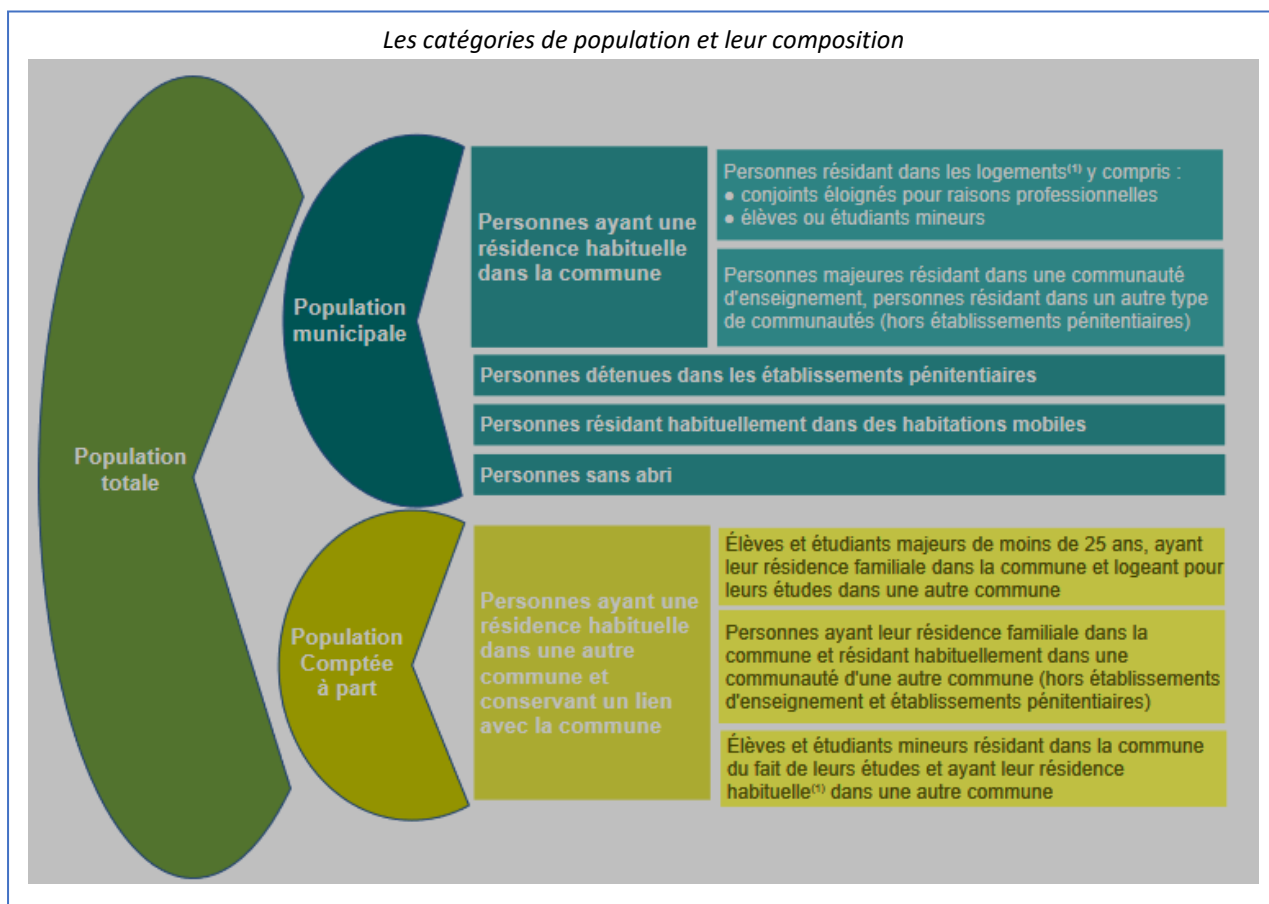 Les catégories de population et leur composition
Population
totale
Population
municipale
Personnes ayant une
résidence habituelle
dans la commune
Personnes résidant dans les logements(1) y compris :
● conjoints éloignés pour raisons professionnelles
● élèves ou étudiants mineurs
Personnes majeures résidant dans une communauté
d'enseignement, personnes résidant dans un autre type
de communautés (hors établissements pénitentiaires)
Personnes détenues dans les établissements pénitentiaires
Personnes résidant habituellement dans des habitations mobiles
Personnes sans abri
Population
Comptée
à part
Personnes ayant une
résidence habituelle
dans une autre
commune et
conservant un lien
avec la commune
Élèves et étudiants majeurs de moins de 25 ans, ayant
leur résidence familiale dans la commune et logeant pour
leurs études dans une autre commune
Personnes ayant leur résidence familiale dans la
commune et résidant habituellement dans une
communauté d'une autre commune (hors établissements
d'enseignement et établissements pénitentiaires)
Élèves et étudiants mineurs résidant dans la commune
du fait de leurs études et ayant leur résidence
habituelle(1) dans une autre commune